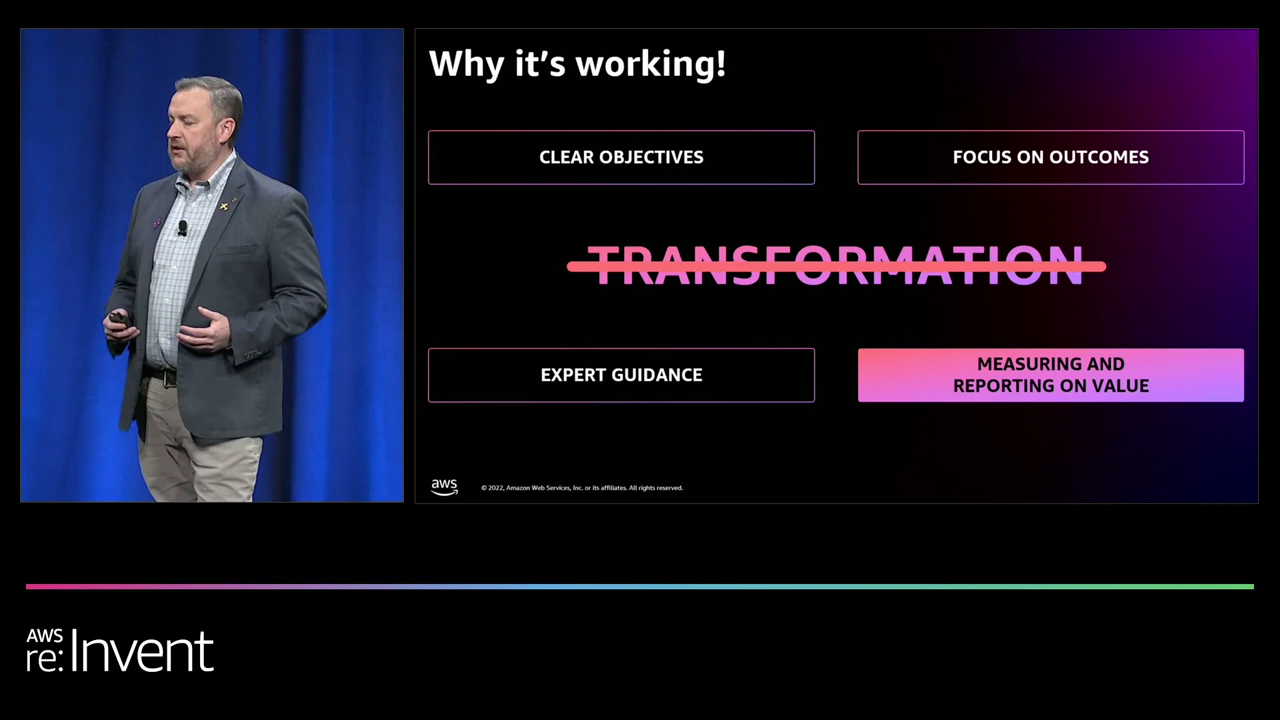 Why it's working!
CLEAR OBJECTIVES
FOCUS ON OUTCOMES
TRANSFORMATION
EXPERT GUIDANCE
MEASURING AND
REPORTING ON VALUE
aws
© 2022, Amazon Web Services, Inc. or its affiliates. All rights reserved.
AWS
re:Invent